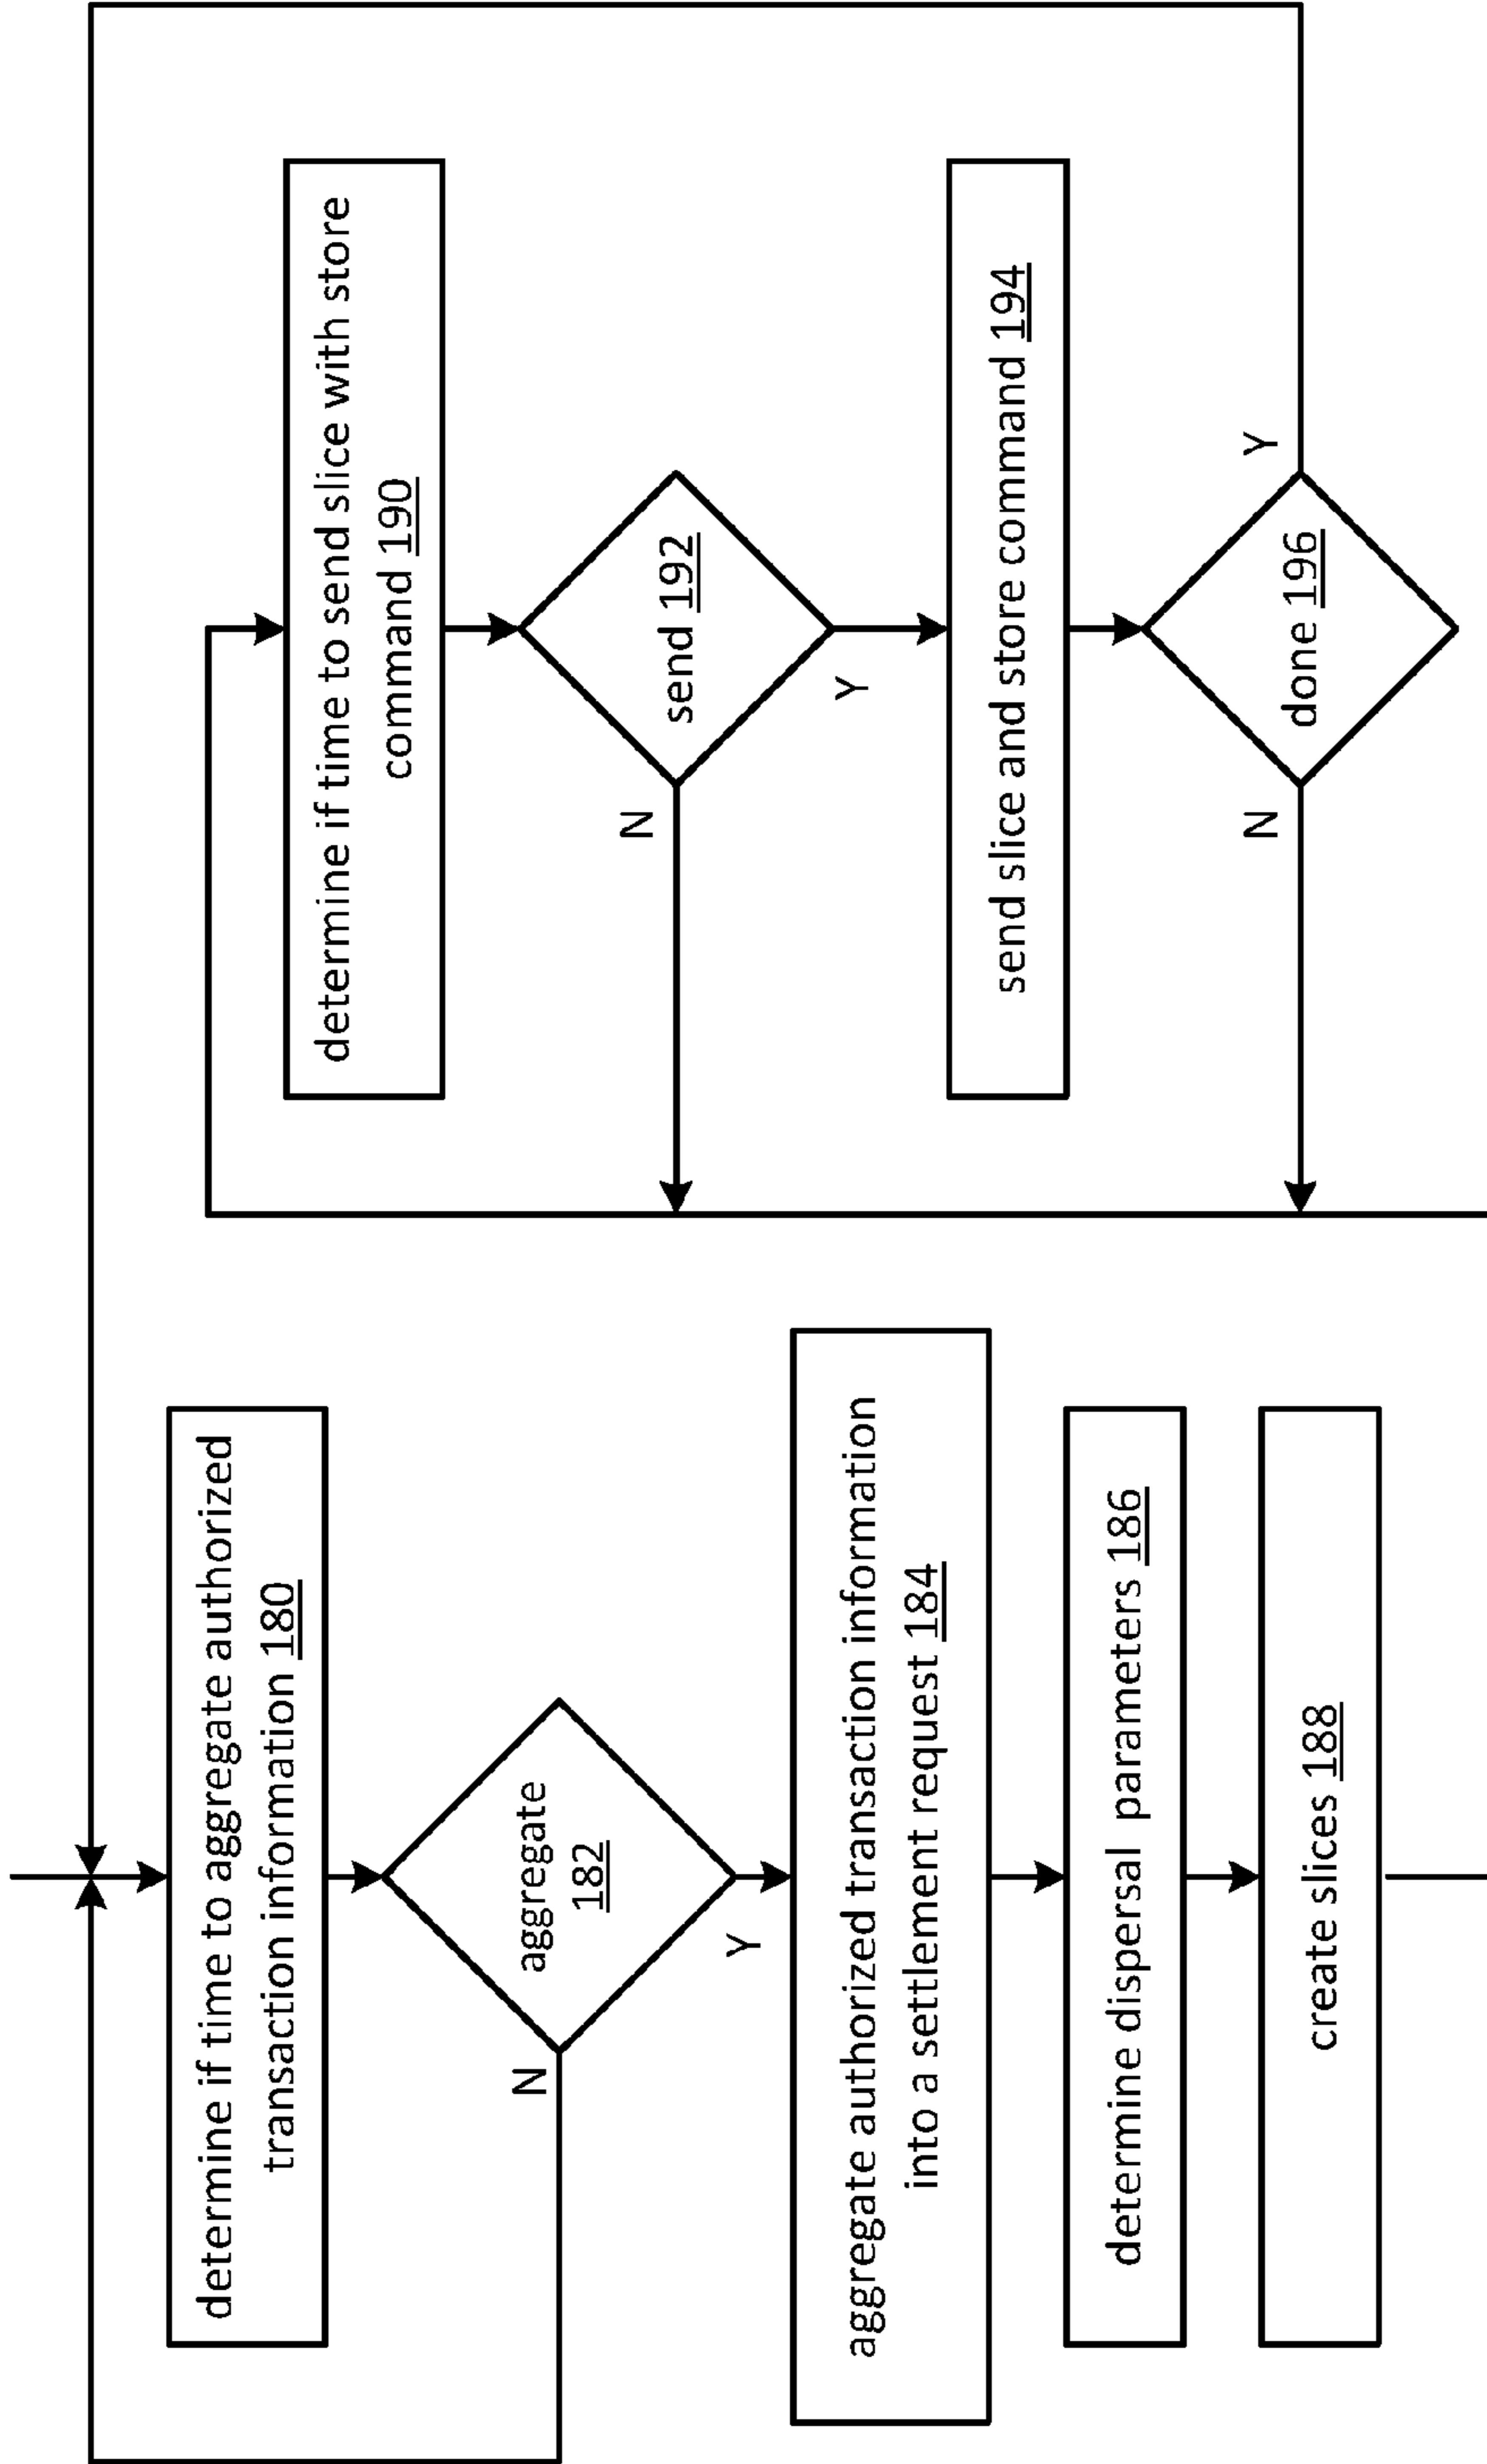 determine if time to aggregate authorized
transaction information 180
aggregate
182
N
Y
aggregate authorized transaction information
into a settlement request 184
determine dispersal parameters 186
create slices 188
determine if time to send slice with store
command 190
send 192
N
Y
send slice and store command 194
done 196
N
Y